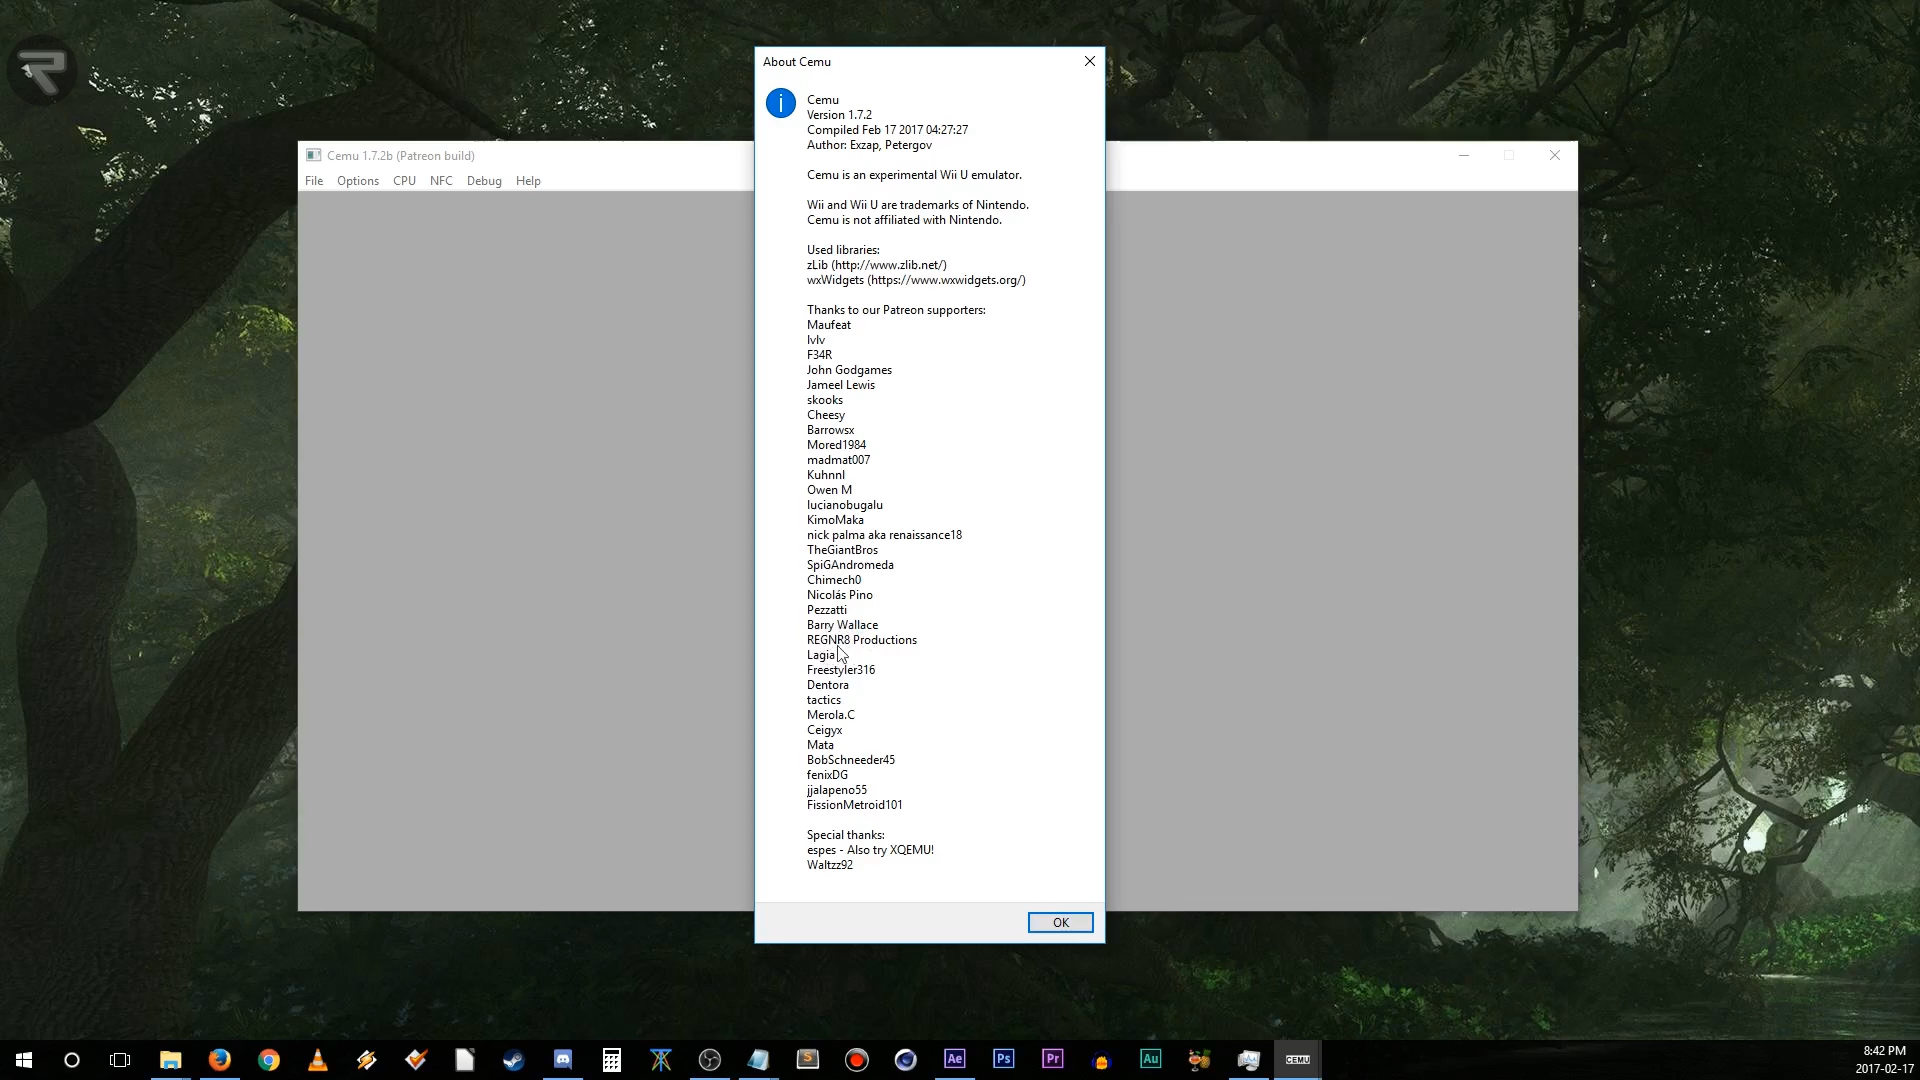 About Cemu
Cemu
Version 1.7.2
Compiled Feb 17 2017 04:27:27
Author: Exzap, Petergov
Cemu is an experimental Wii U emulator.
Wii and Wii U are trademarks of Nintendo.
Cemu is not affiliated with Nintendo.
Used libraries:
zLib (http://www.zlib.net/)
wxWidgets (https://www.wxwidgets.org/)
Thanks to our Patreon supporters:
Maufeat
lvlv
F34R
John Godgames
Jameel Lewis
skooks
Cheesy
Barrowsx
Mored1984
madmat007
Kuhnnl
Owen M
lucianobugalu
KimoMaka
nick palma aka renaissance18
TheGiantBros
SpiGAndromeda
Chimech0
Nicolás Pino
Pezzatti
Barry Wallace
REGNR8 Productions
Lagia
Freestyler316
Dentora
tactics
Merola.C
Ceigyx
Mata
BobSchneeder45
fenixDG
jjalapeno55
FissionMetroid101
Special thanks:
espes - Also try XQEMU!
Waltzz92
OK
Cemu 1.7.2b (Patreon build)
File Options CPU NFC Debug Help
S
Ae
Ps
Pr
Au
CEMU
8:42 PM
2017-02-17